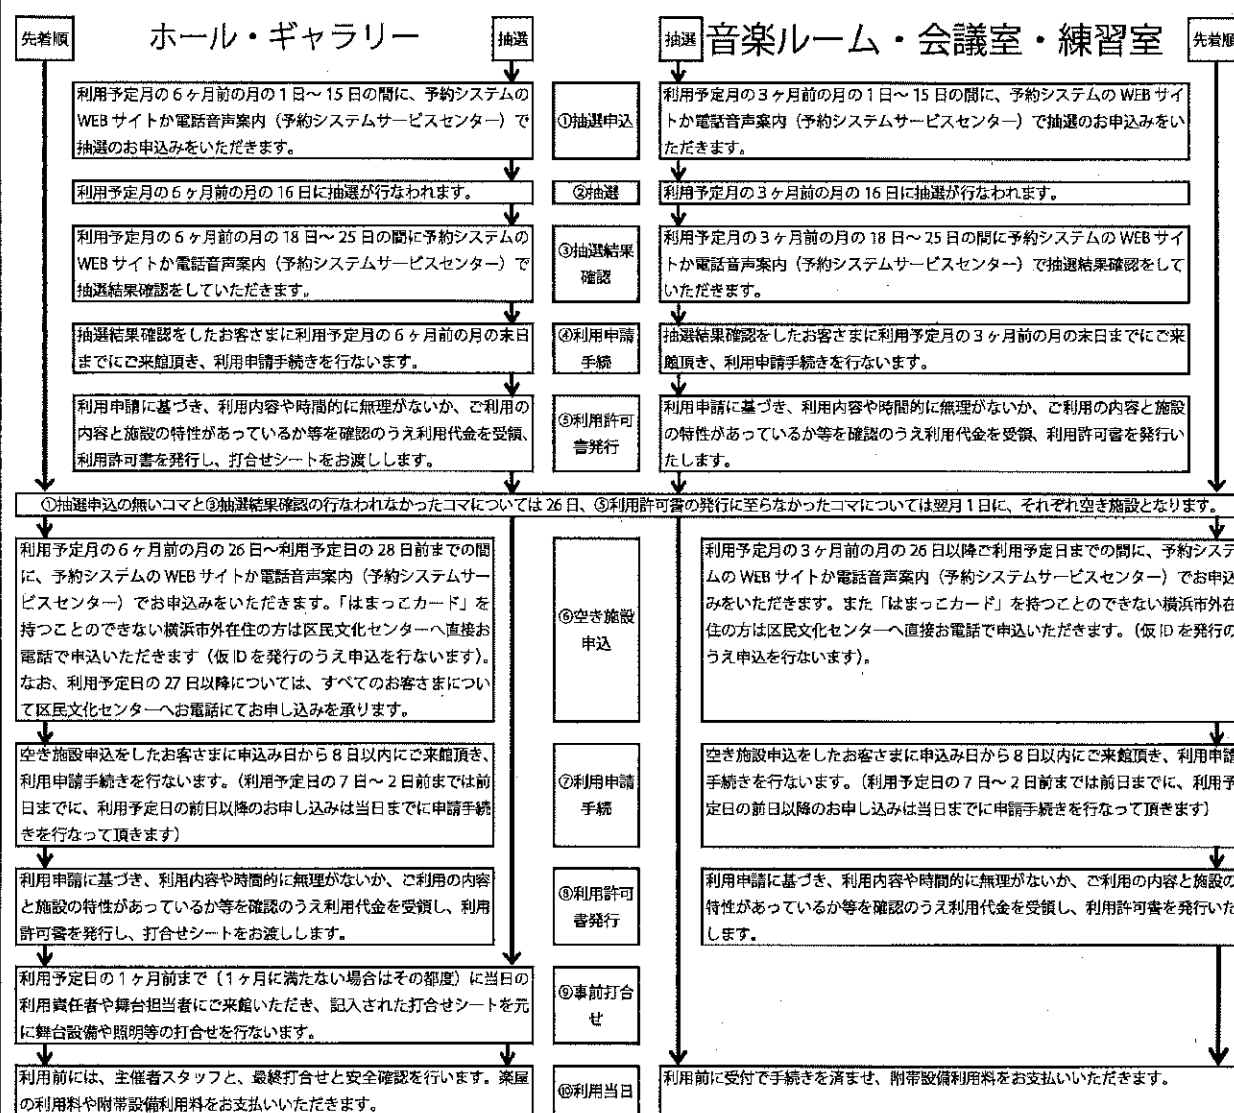 先着順
ホール・ギャラリー
抽選
抽選
音楽ルーム・会議室・練習室
先着順
利用予定月の6ヶ月前の月の1日～15日の間に、予約システムの
WEBサイトか電話音声案内（予約システムサービスセンター）で
抽選のお申込みをいただきます。
①抽選申込
利用予定月の3ヶ月前の月の1日～15日の間に、予約システムのWEBサイ
トか電話音声案内（予約システムサービスセンター）で抽選のお申込みをい
ただきます。
利用予定月の6ヶ月前の月の16日に抽選が行なわれます。
②抽選
利用予定月の3ヶ月前の月の16日に抽選が行なわれます。
利用予定月の6ヶ月前の月の18日～25日の間に予約システムの
WEBサイトか電話音声案内（予約システムサービスセンター）で
抽選結果確認をしていただきます。
③抽選結果
確認
利用予定月の3ヶ月前の月の18日～25日の間に予約システムのWEBサイ
トか電話音声案内（予約システムサービスセンター）で抽選結果確認をして
いただきます。
抽選結果確認をしたお客さまに利用予定月の6ヶ月前の月の末日
までにご来館頂き、利用申請手続きを行ないます。
④利用申請
手続
抽選結果確認をしたお客さまに利用予定月の3ヶ月前の月の末日までにご来
館頂き、利用申請手続きを行ないます。
利用申請に基づき、利用内容や時間的に無理がないか、ご利用の
内容と施設の特性があっているか等を確認のうえ利用代金を受領、
利用許可書を発行し、打合せシートをお渡しします。
⑤利用許可
書発行
利用申請に基づき、利用内容や時間的に無理がないか、ご利用の内容と施設
の特性があっているか等を確認のうえ利用代金を受領、利用許可書を発行い
たします。
①抽選申込の無いコマと③抽選結果確認の行なわれなかったコマについては26日、⑤利用許可書の発行に至らなかったコマについては翌月1日に、それぞれ空き施設となります。
利用予定月の6ヶ月前の月の26日～利用予定日の28日前までの間
に、予約システムのWEBサイトか電話音声案内（予約システムサー
ビスセンター）でお申込みをいただきます。「はまっこカード」を
持つことのできない横浜市外在住の方は区民文化センターへ直接お
電話で申込いただきます（仮IDを発行のうえ申込を行ないます）。
なお、利用予定日の27日以降については、すべてのお客さまについ
て区民文化センターへお電話にてお申し込みを承ります。
⑥空き施設
申込
利用予定月の3ヶ月前の月の26日以降ご利用予定日までの間に、予約システ
ムのWEBサイトか電話音声案内（予約システムサービスセンター）でお申込
みをいただきます。また「はまっこカード」を持つことのできない横浜市外在
住の方は区民文化センターへ直接お電話で申込いただきます。（仮IDを発行の
うえ申込を行ないます）。
空き施設申込をしたお客さまに申込み日から8日以内にご来館頂き、
利用申請手続きを行ないます。（利用予定日の7日～2日前までは前
日までに、利用予定日の前日以降のお申し込みは当日までに申請手続
きを行なって頂きます）
⑦利用申請
手続
空き施設申込をしたお客さまに申込み日から8日以内にご来館頂き、利用申請
手続きを行ないます。（利用予定日の7日～2日前までは前日までに、利用予
定日の前日以降のお申し込みは当日までに申請手続きを行なって頂きます）
利用申請に基づき、利用内容や時間的に無理がないか、ご利用の内容
と施設の特性があっているか等を確認のうえ利用代金を受領し、利用
許可書を発行し、打合せシートをお渡しします。
⑧利用許可
書発行
利用申請に基づき、利用内容や時間的に無理がないか、ご利用の内容と施設の
特性があっているか等を確認のうえ利用代金を受領し、利用許可書を発行いた
します。
利用予定日の1ヶ月前まで（1ヶ月に満たない場合はその都度）に当日の
利用責任者や舞台担当者にご来館いただき、記入された打合せシートを元
に舞台設備や照明等の打合せを行ないます。
⑨事前打合
せ
利用前には、主催者スタッフと、最終打合せと安全確認を行います。楽屋
の利用料や附帯設備利用料をお支払いいただきます。
⑩利用当日
利用前に受付で手続きを済ませ、附帯設備利用料をお支払いいただきます。